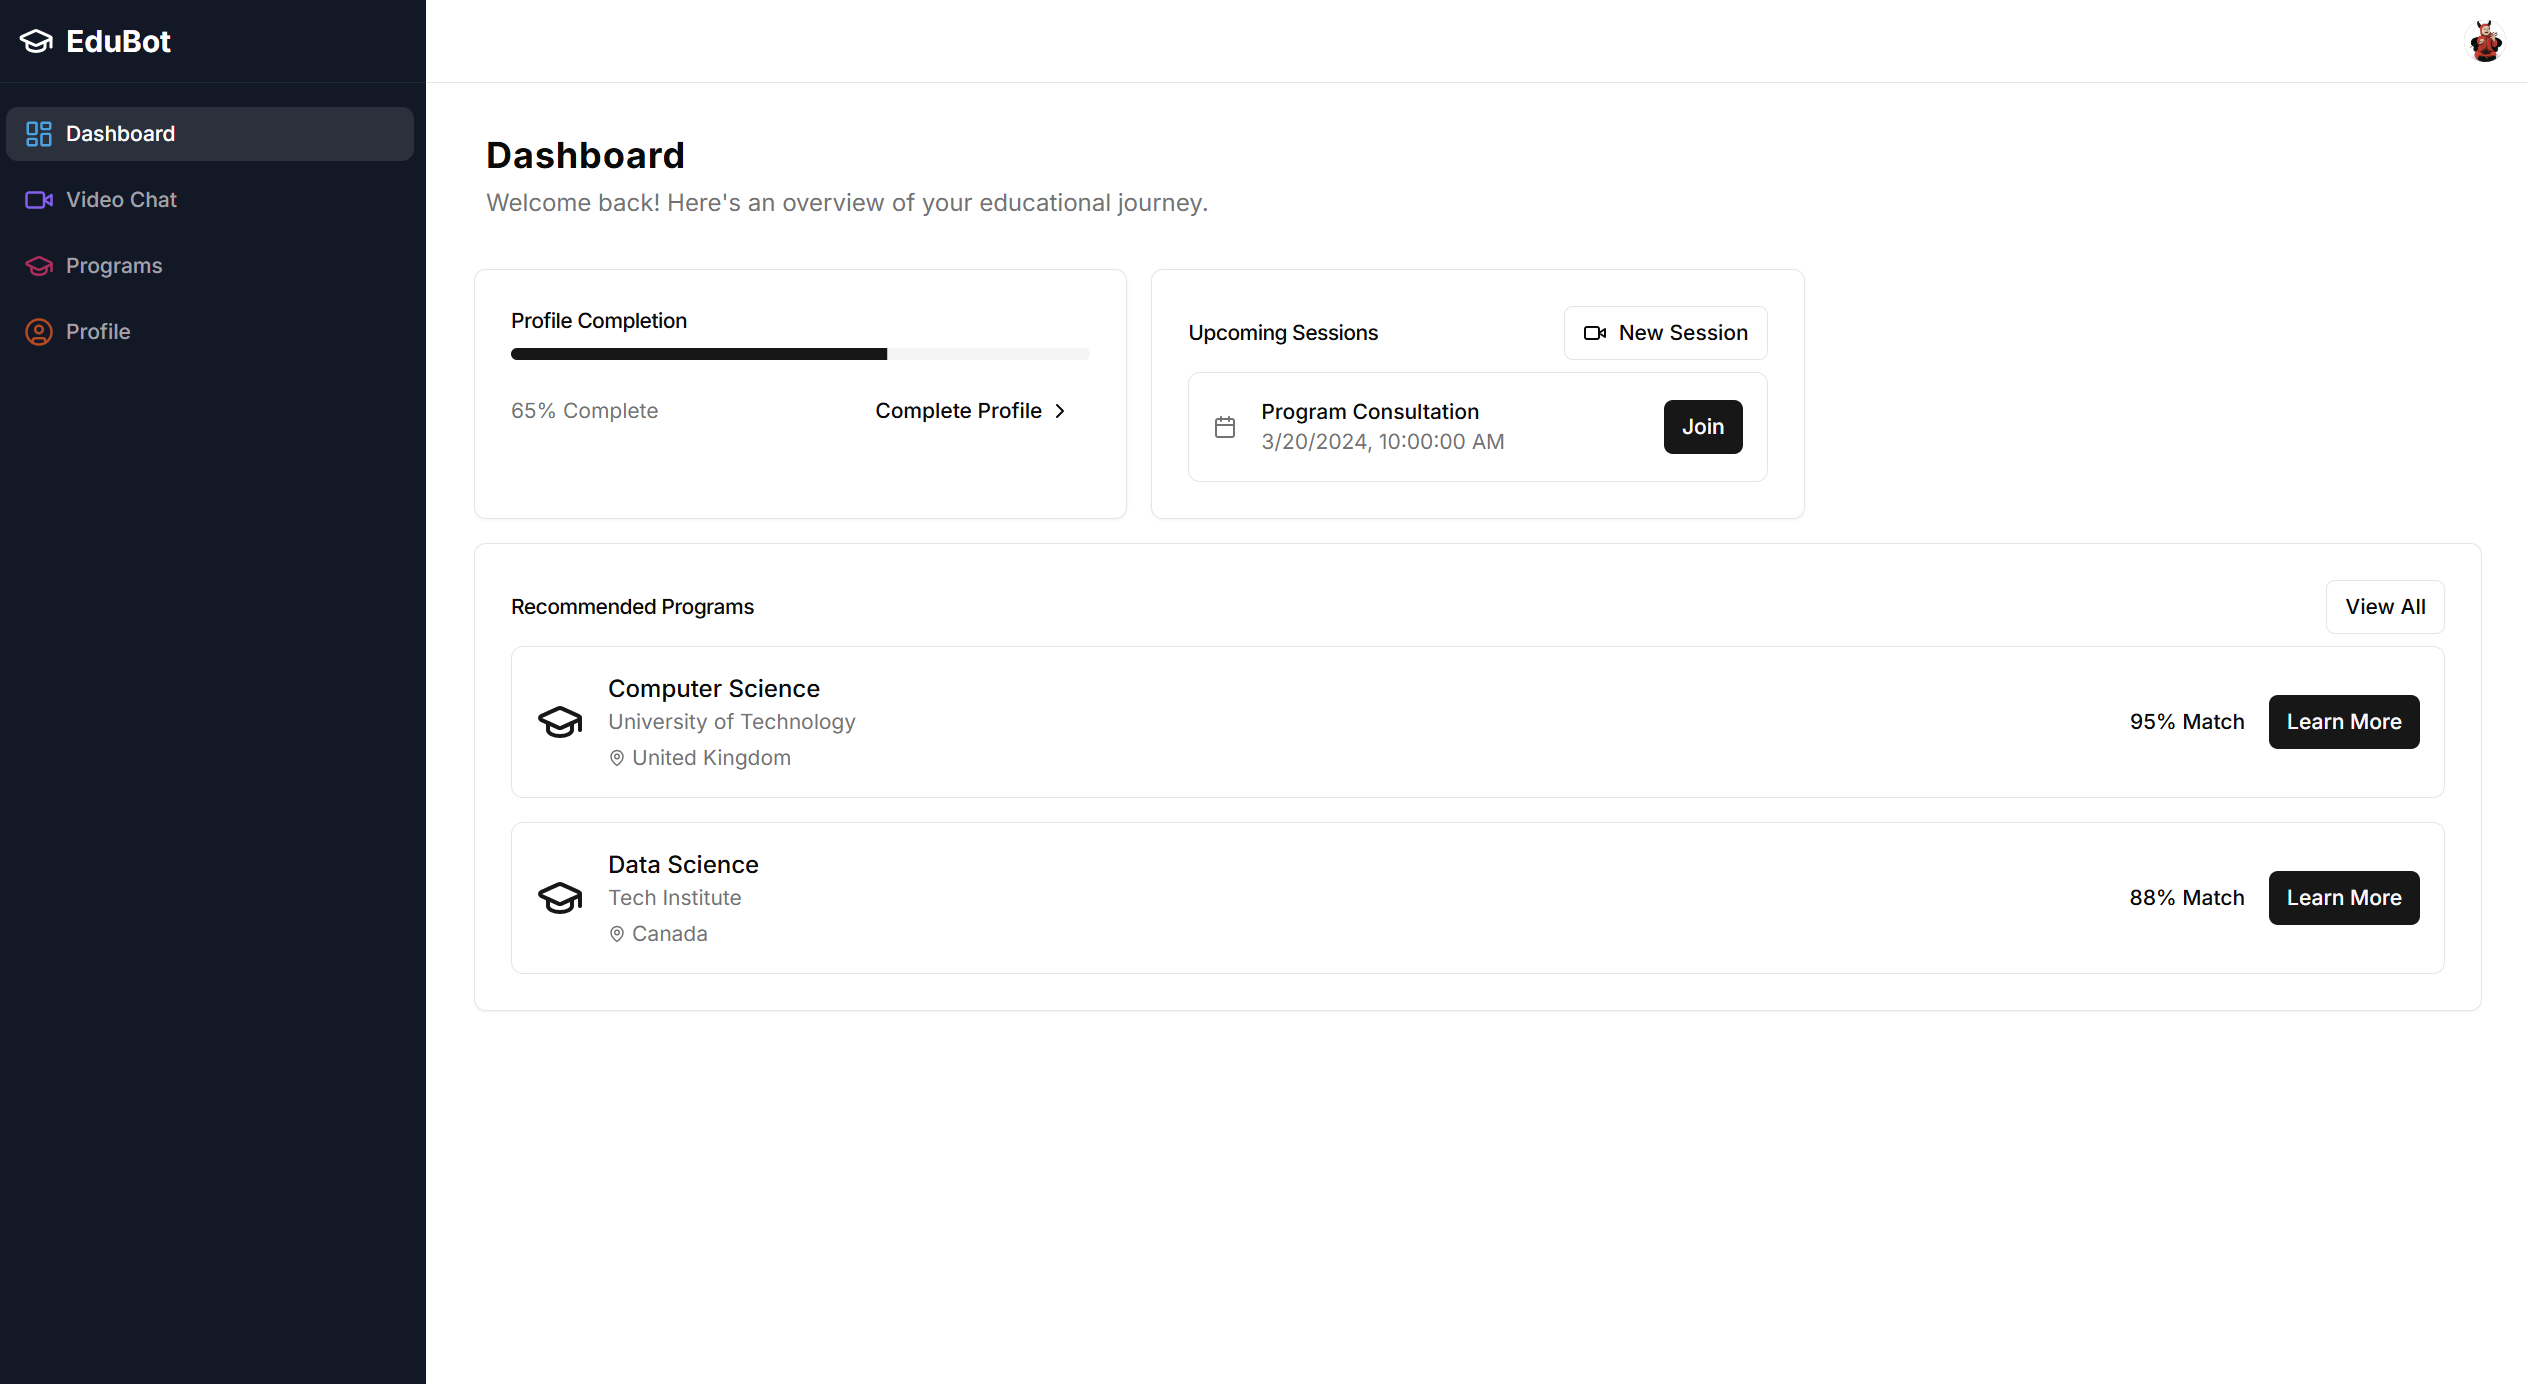 EduBot
Dashboard
Video Chat
Programs
Profile
Dashboard
Welcome back! Here's an overview of your educational journey.
Profile Completion
65% Complete
Complete Profile
Upcoming Sessions
New Session
Program Consultation
3/20/2024, 10:00:00 AM
Join
Recommended Programs
View All
Computer Science
University of Technology
United Kingdom
95% Match
Learn More
Data Science
Tech Institute
Canada
88% Match
Learn More